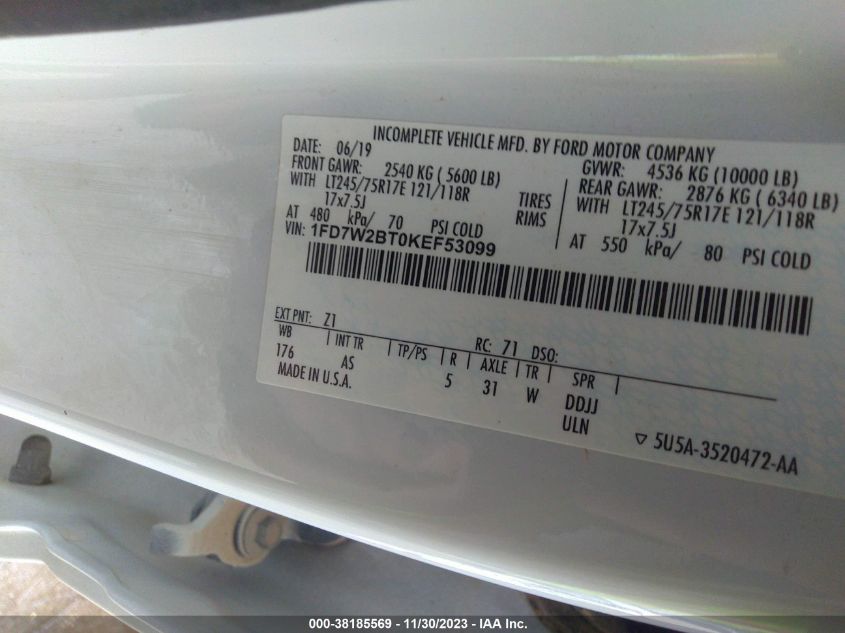 INCOMPLETE VEHICLE MFD. BY FORD MOTOR COMPANY
DATE: 06/19 GVWR: 4536 KG (10000 LB)
FRONT GAWR: 2540 KG ( 5600 LB) REAR GAWR: 2876 KG ( 6340 LB)
WITH LT245/75R17E 121/118R TIRES WITH LT245/75R17E 121/118R
17x7.5J RIMS 17x7.5J
AT 480 kPa/ 70 PSI COLD AT 550 kPa/ 80 PSI COLD
VIN: 1FD7W2BT0KEF53099
EXT PNT: Z1 RC: 71 DSO:
WB INT TR TP/PS R AXLE TR SPR
176 AS 5 31 W DDJJ
MADE IN U.S.A. ULN
5U5A-3520472-AA
000-38185569 - 11/30/2023 - IAA Inc.